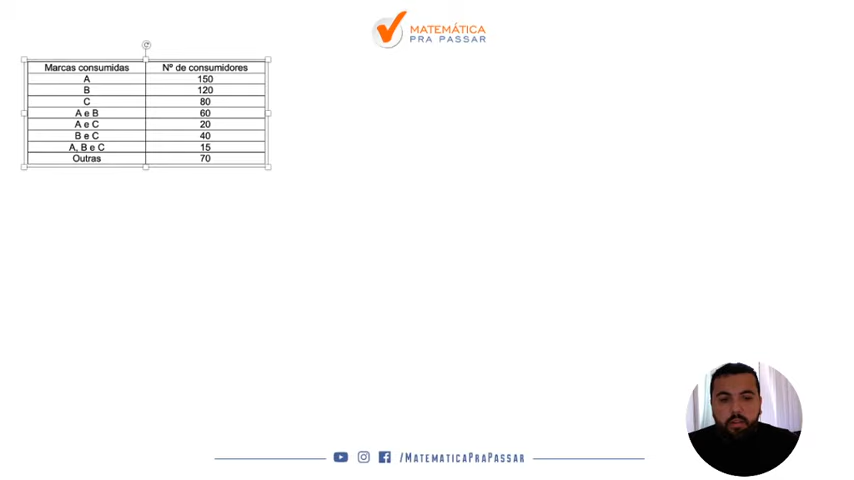 MATEMÁTICA
PRA PASSAR
Marcas consumidas Nº de consumidores
A 150
B 120
C 80
A e B 60
A e C 20
B e C 40
A, B e C 15
Outras 70
/MatematicaPraPassar